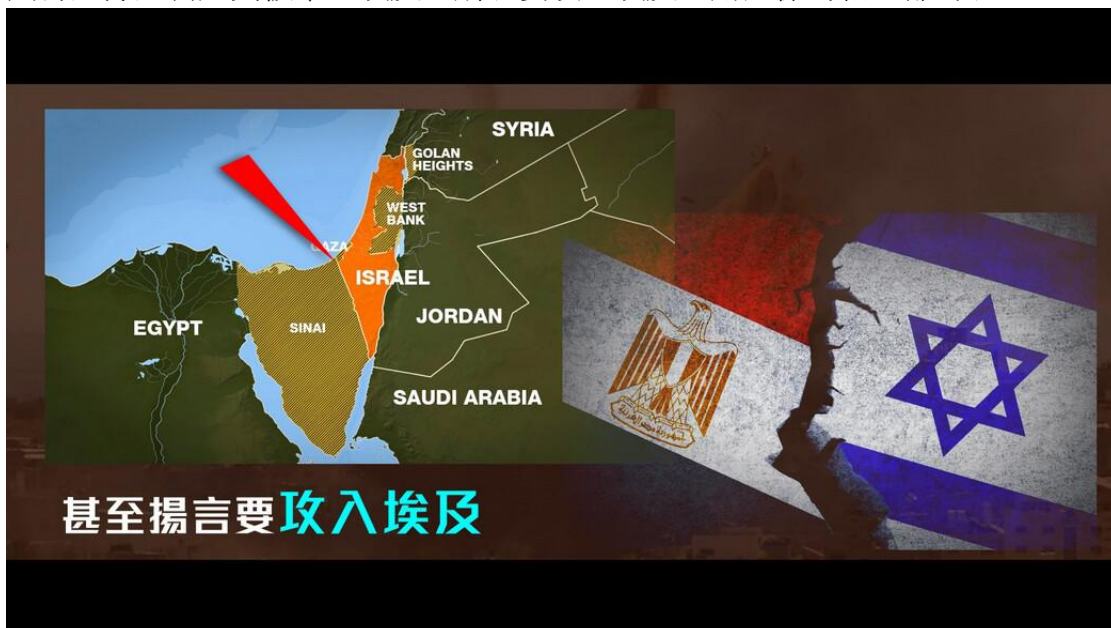 SYRIA
GOLAN
HEIGHTS
WEST
BANK
GAZA
ISRAEL
EGYPT
SINAI
JORDAN
SAUDI ARABIA
甚至揚言要攻入埃及